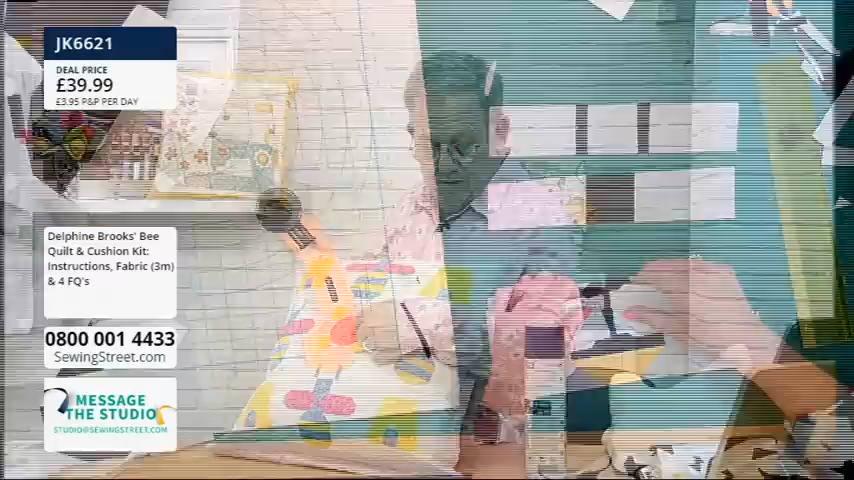 JK6621
DEAL PRICE
£39.99
£3.95 P&P PER DAY
Delphine Brooks' Bee
Quilt & Cushion Kit:
Instructions, Fabric (3m)
& 4 FQ's
0800 001 4433
SewingStreet.com
MESSAGE
THE STUDIO
STUDIO@SEWINGSTREET.COM